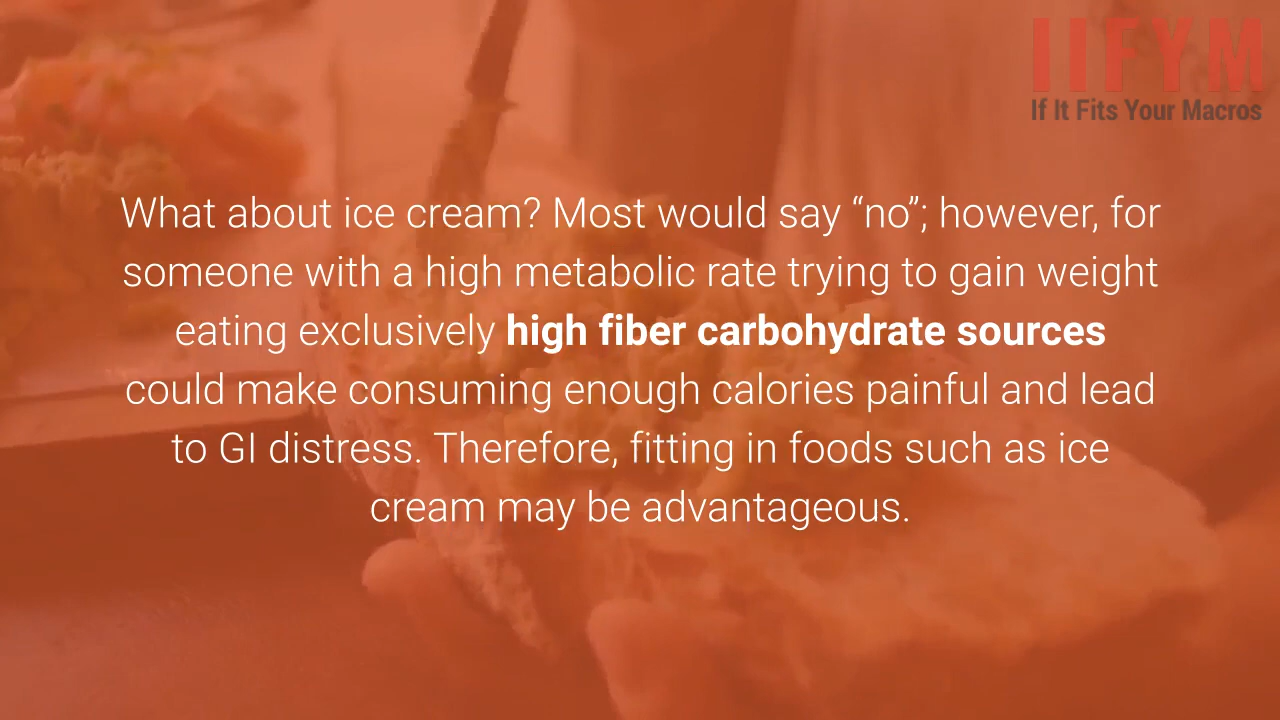 IIFYM
If It Fits Your Macros
What about ice cream? Most would say “no”; however, for
someone with a high metabolic rate trying to gain weight
eating exclusively high fiber carbohydrate sources
could make consuming enough calories painful and lead
to GI distress. Therefore, fitting in foods such as ice
cream may be advantageous.